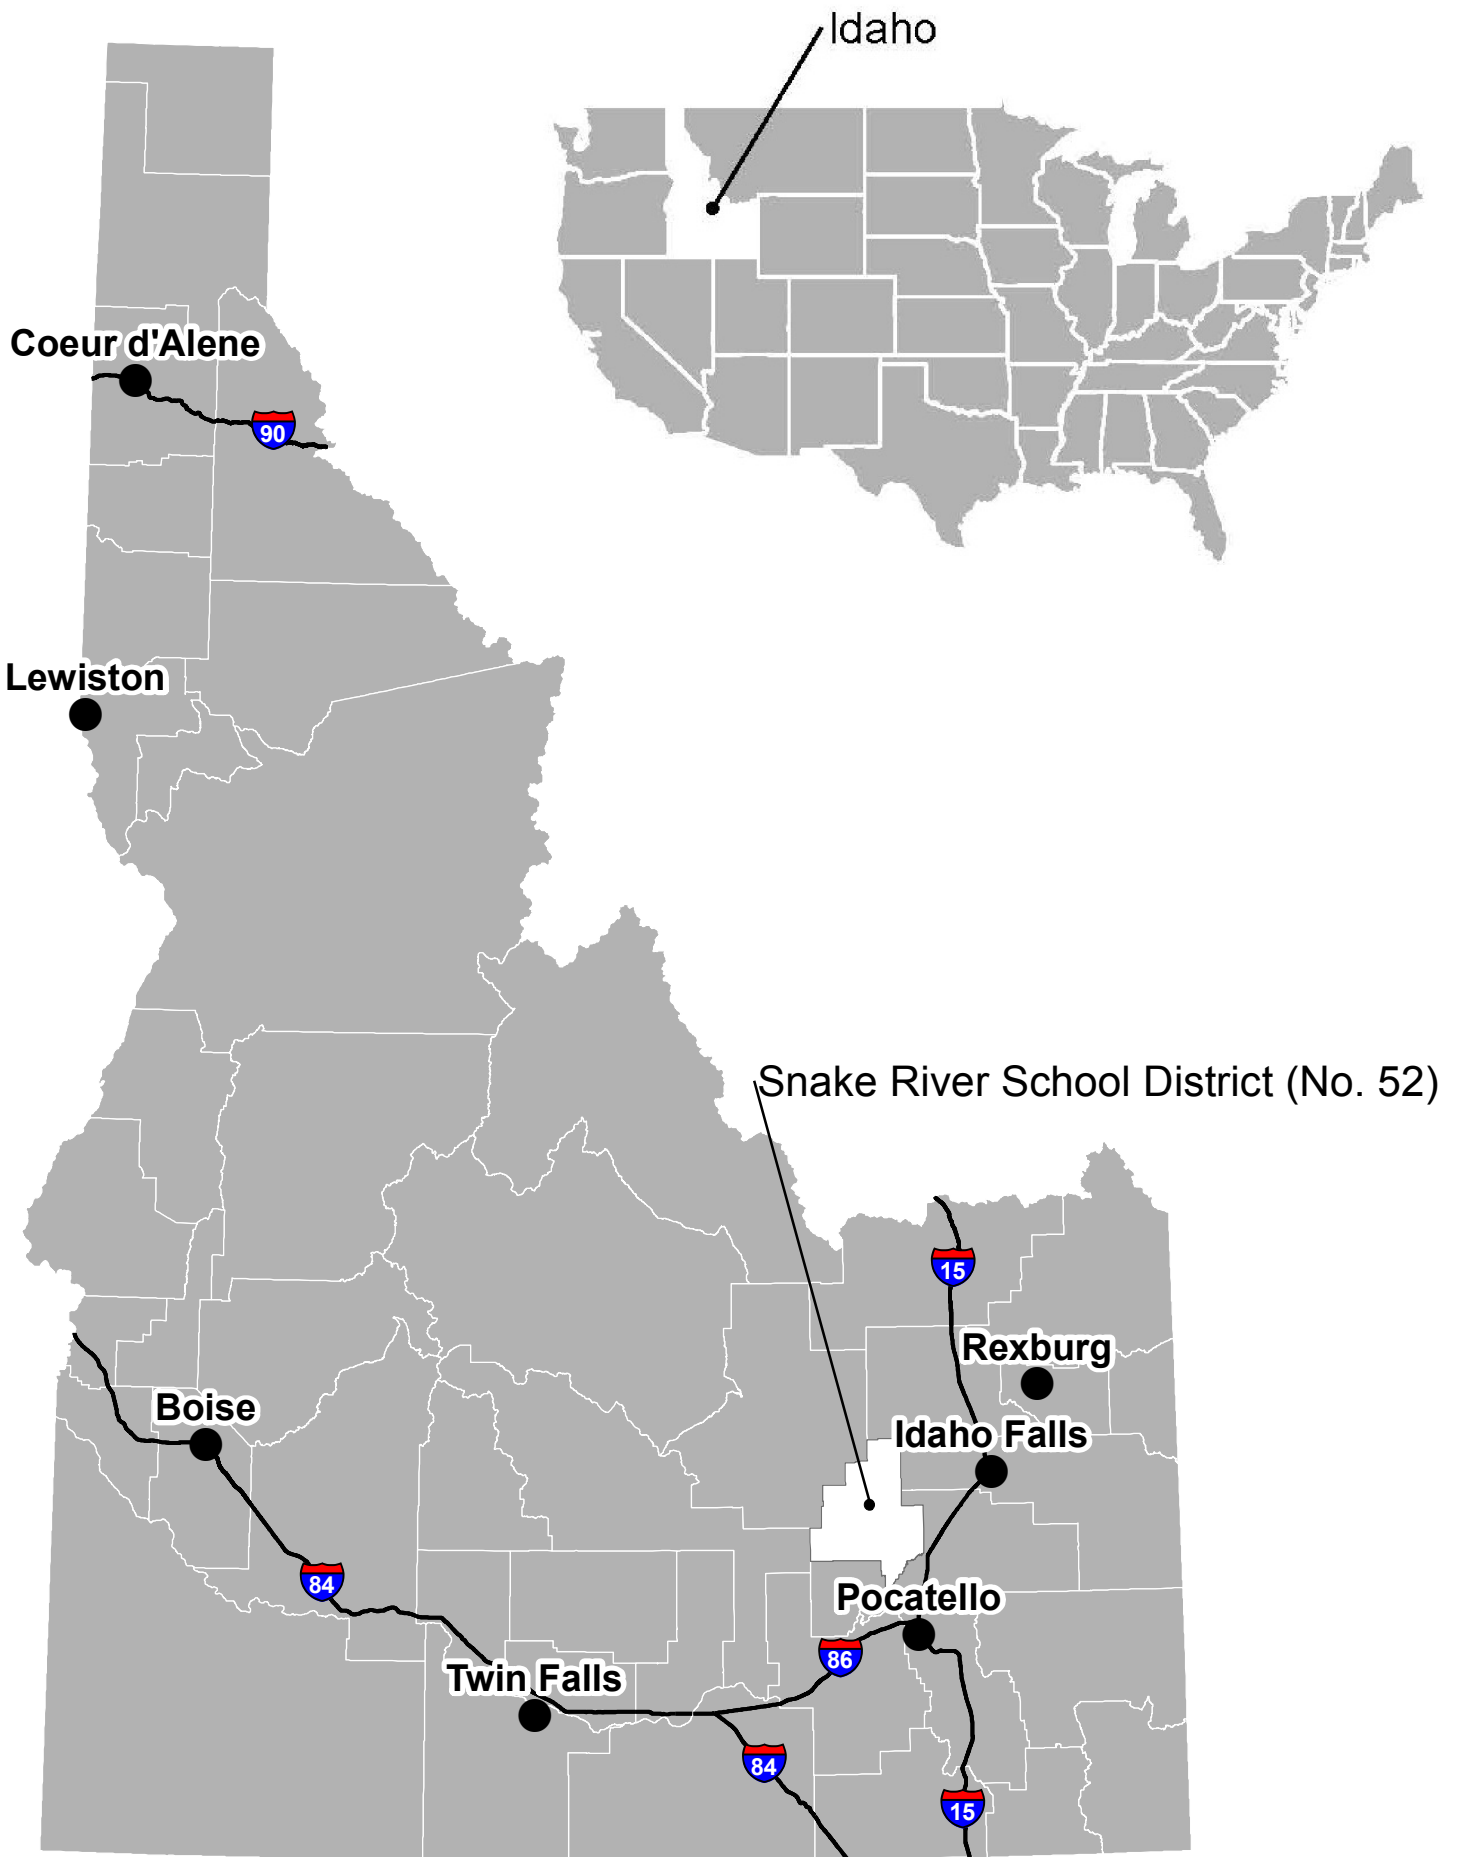 Idaho
Coeur d'Alene
90
Lewiston
Snake River School District (No. 52)
15
Rexburg
Boise
Idaho Falls
84
Pocatello
86
Twin Falls
84
15